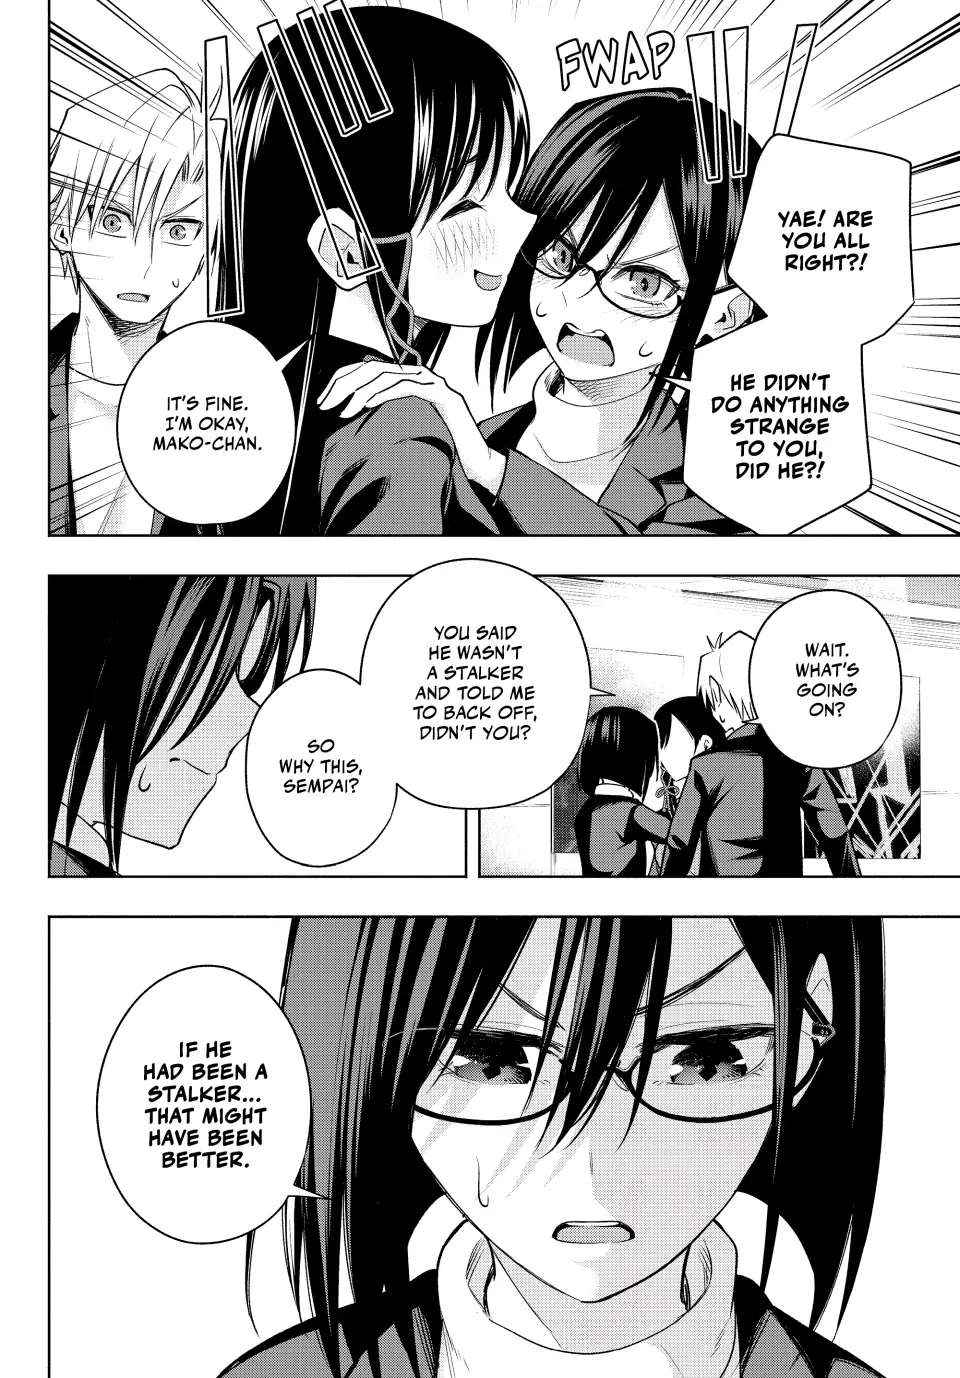 FWAP
YAE! ARE
YOU ALL
RIGHT?!
HE DIDN'T
DO ANYTHING
STRANGE
TO YOU,
DID HE?!
IT'S FINE.
I'M OKAY,
MAKO-CHAN.
WAIT.
WHAT'S
GOING
ON?
YOU SAID
HE WASN'T
A STALKER
AND TOLD ME
TO BACK OFF,
DIDN'T YOU?
SO
WHY THIS,
SEMPAI?
IF HE
HAD BEEN A
STALKER...
THAT MIGHT
HAVE BEEN
BETTER.